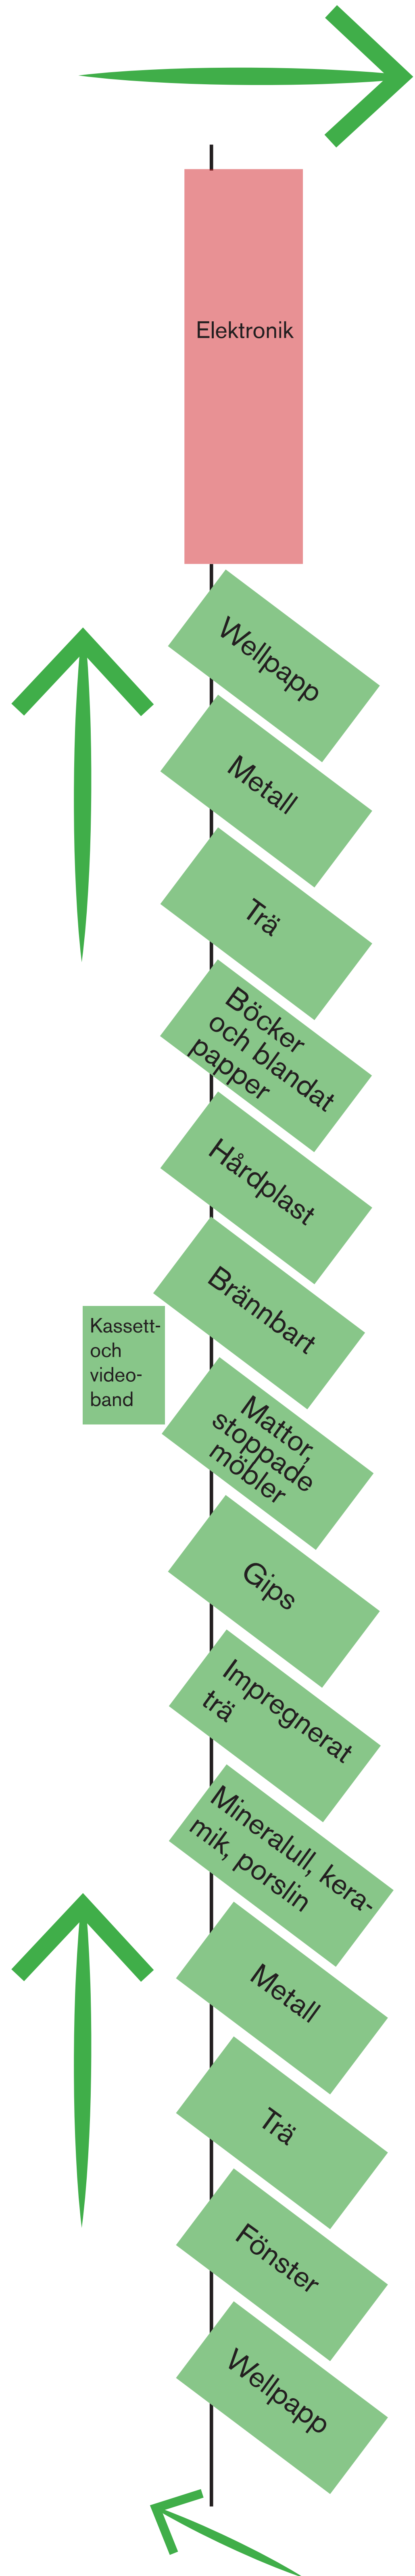 Elektronik
Wellpapp
Metall
Trä
Böcker
och blandat
papper
Hårdplast
Brännbart
Kassett-
och
video-
band
Mattor,
stoppade
möbler
Gips
Impregnerat
trä
Mineralull, kera-
mik, porslin
Metall
Trä
Fönster
Wellpapp